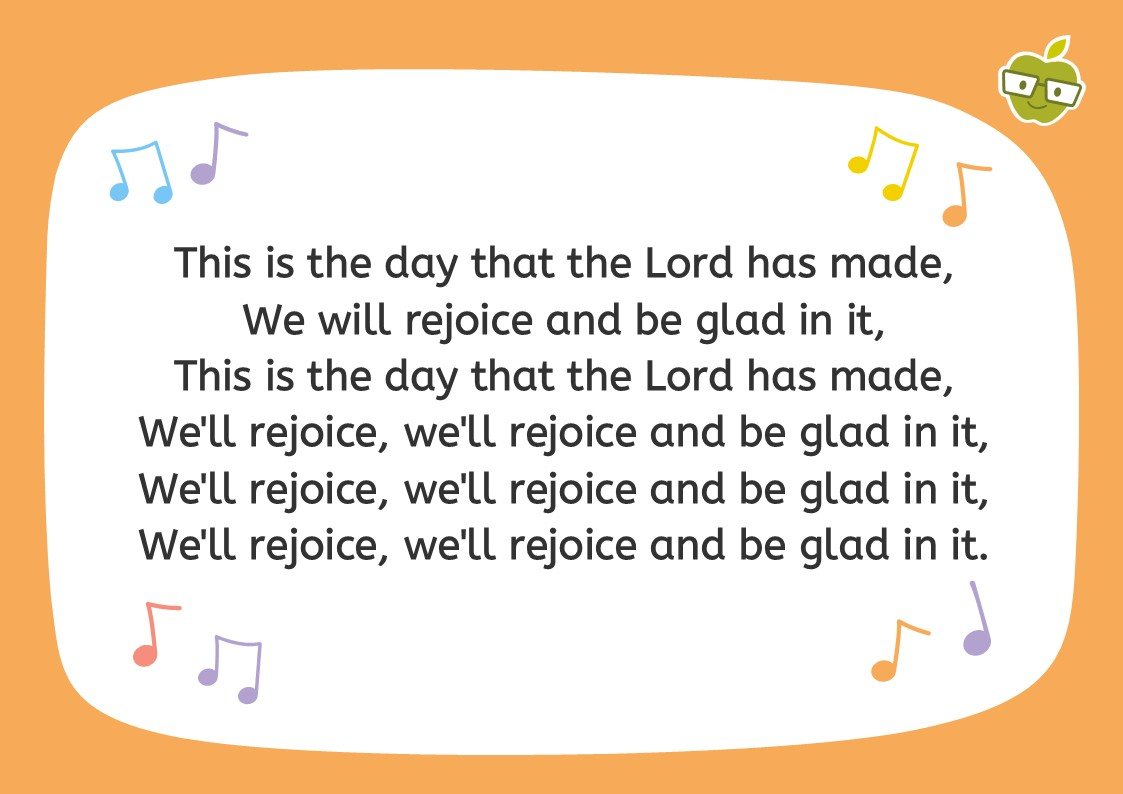 This is the day that the Lord has made,
We will rejoice and be glad in it,
This is the day that the Lord has made,
We'll rejoice, we'll rejoice and be glad in it,
We'll rejoice, we'll rejoice and be glad in it,
We'll rejoice, we'll rejoice and be glad in it.